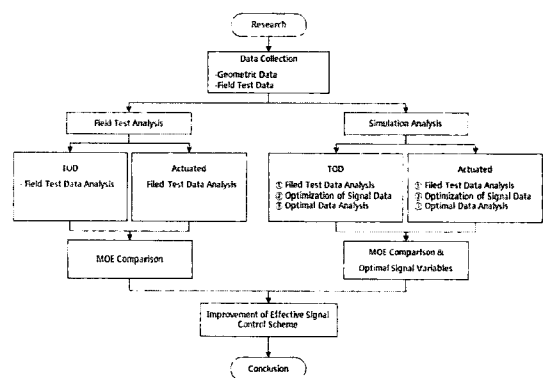 Research
Data Collection
-Geometric Data
-Field Test Data
Field Test Analysis
Simulation Analysis
TOD
- Field Test Data Analysis
Actuated
Filed Test Data Analysis
TOD
① Filed Test Data Analysis
② Optimization of Signal Data
③ Optimal Data Analysis
Actuated
① Filed Test Data Analysis
② Optimization of Signal Data
Optimal Data Analysis
MOE Comparison
MOE Comparison &
Optimal Signal Variables
Improvement of Effective Signal
Control Scheme
Conclusion